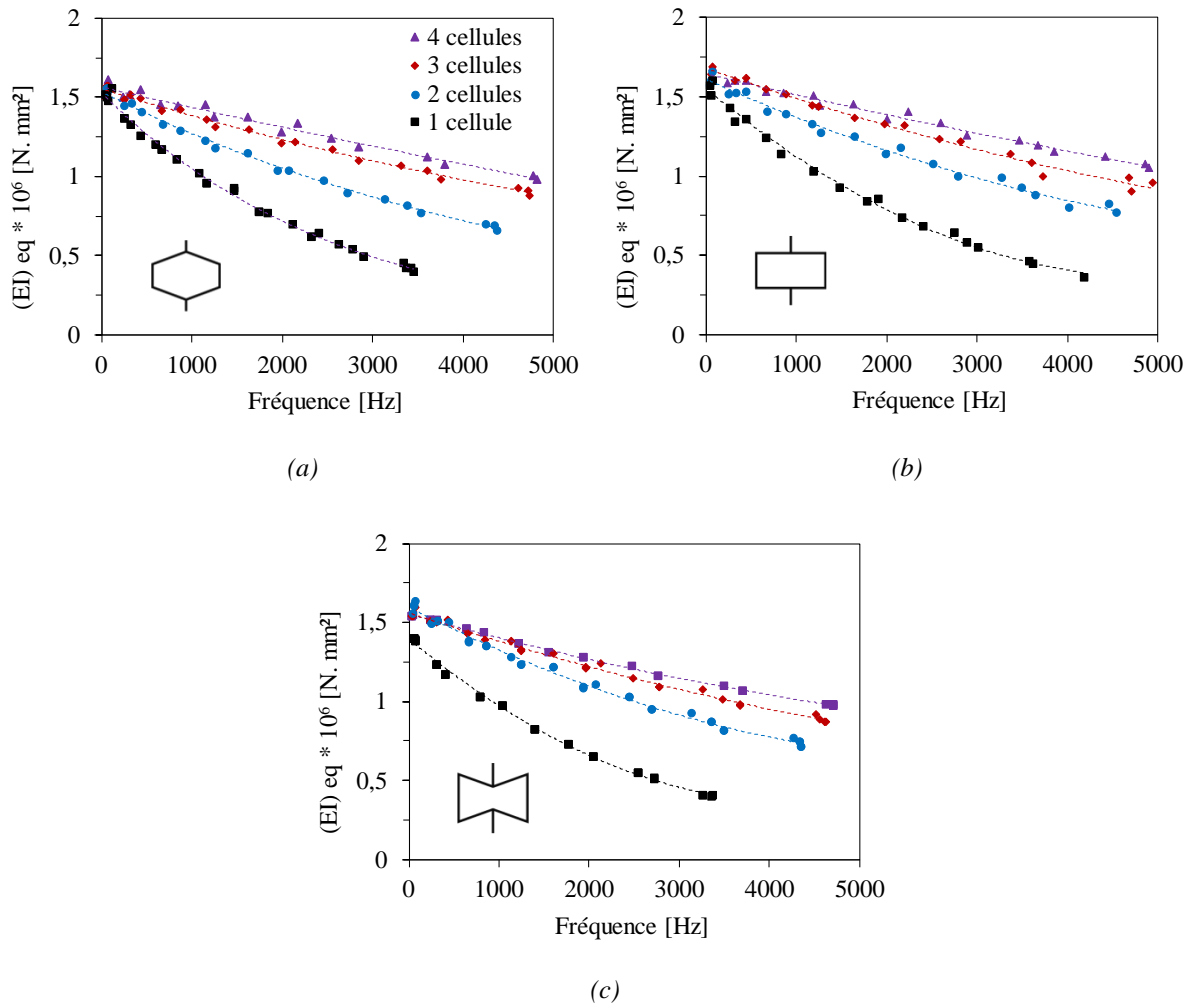 2
1,5
1
0,5
0
(EI) eq * 10⁶ [N. mm²]
4 cellules
3 cellules
2 cellules
1 cellule
0 1000 2000 3000 4000 5000
Fréquence [Hz]
(a)
2
1,5
1
0,5
0
(EI) eq * 10⁶ [N. mm²]
0 1000 2000 3000 4000 5000
Fréquence [Hz]
(b)
2
1,5
1
0,5
0
(EI) eq * 10⁶ [N. mm²]
0 1000 2000 3000 4000 5000
Fréquence [Hz]
(c)